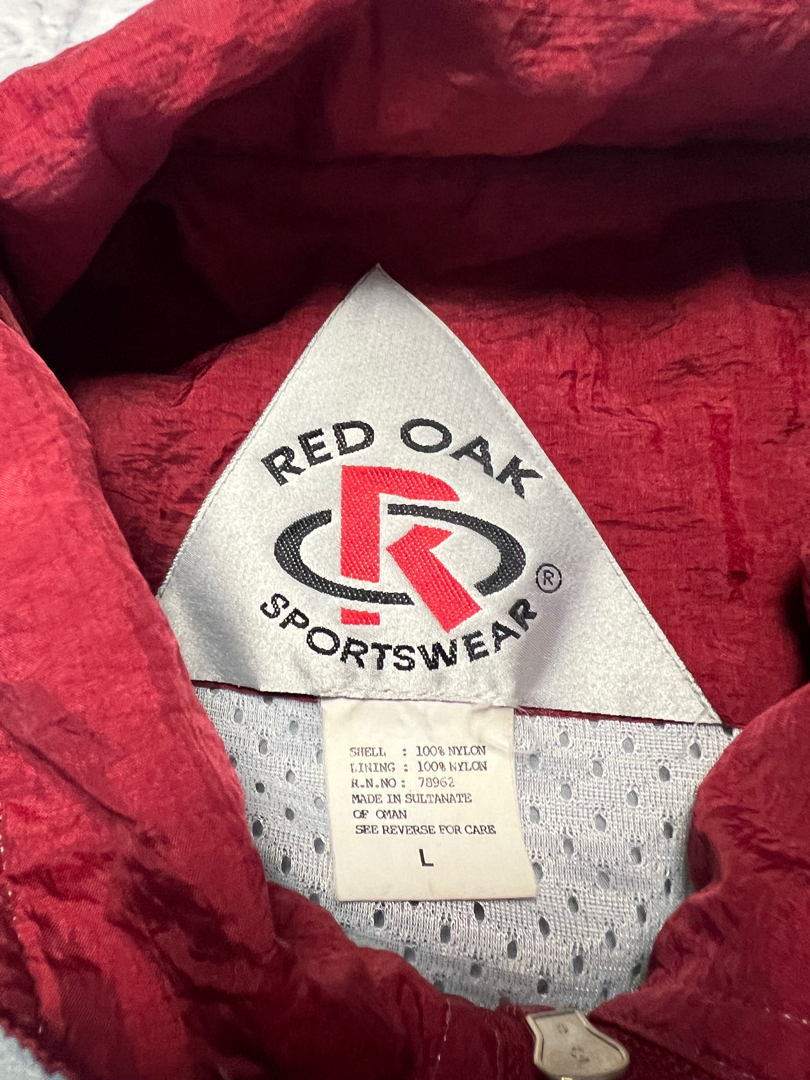 RED OAK
R
SPORTSWEAR ®
SHELL : 100% NYLON
LINING : 100% NYLON
R.N.NO : 78962
MADE IN SULTANATE
OF OMAN
SEE REVERSE FOR CARE
L